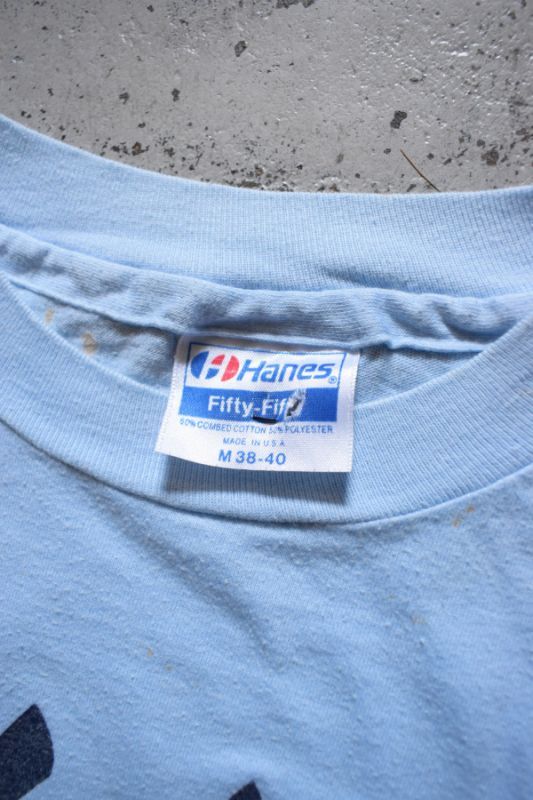 Hanes®
Fifty-Fifty
50% COMBED COTTON 50% POLYESTER
MADE IN U.S.A
M 38-40